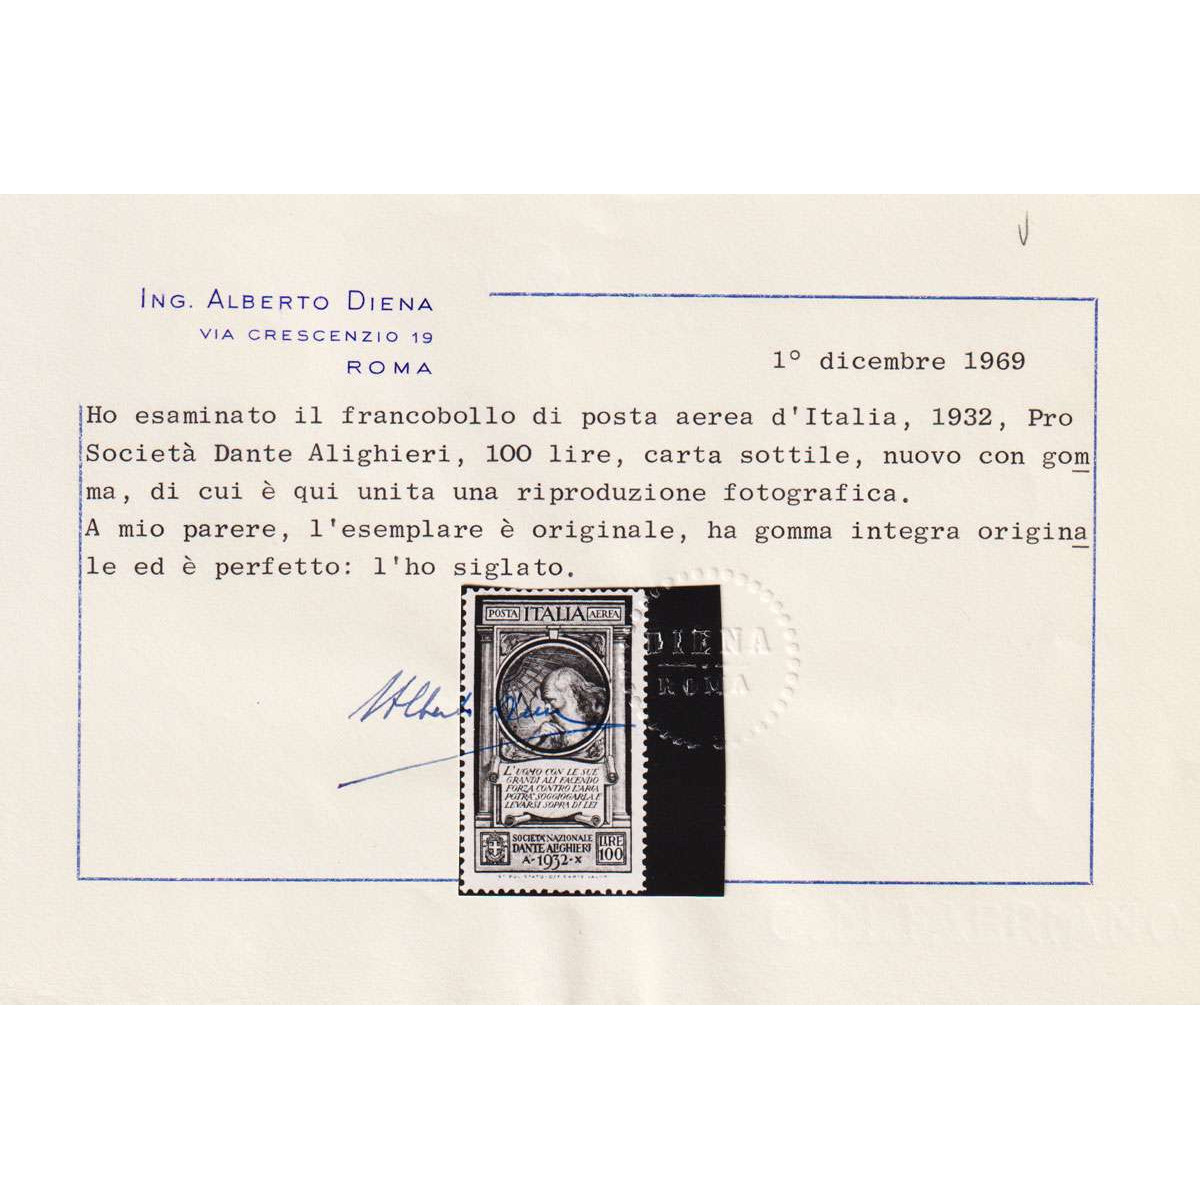 ING. ALBERTO DIENA
VIA CRESCENZIO 19
ROMA
1° dicembre 1969
Ho esaminato il francobollo di posta aerea d'Italia, 1932, Pro
Società Dante Alighieri, 100 lire, carta sottile, nuovo con gom
ma, di cui è qui unita una riproduzione fotografica.
A mio parere, l'esemplare è originale, ha gomma integra origina
le ed è perfetto: l'ho siglato.
POSTA ITALIA AEREA
DIENA
ROMA
Alberto Diena
L'UOMO CON LE SUE
GRANDI ALI FACENDO
FORZA CONTRO L'ARIA
POTRA' SOGGIOGARLA E
LEVARSI SOPRA DI LEI
SOCIETA' NAZIONALE
DANTE ALIGHIERI
A·1932·X
LIRE
100